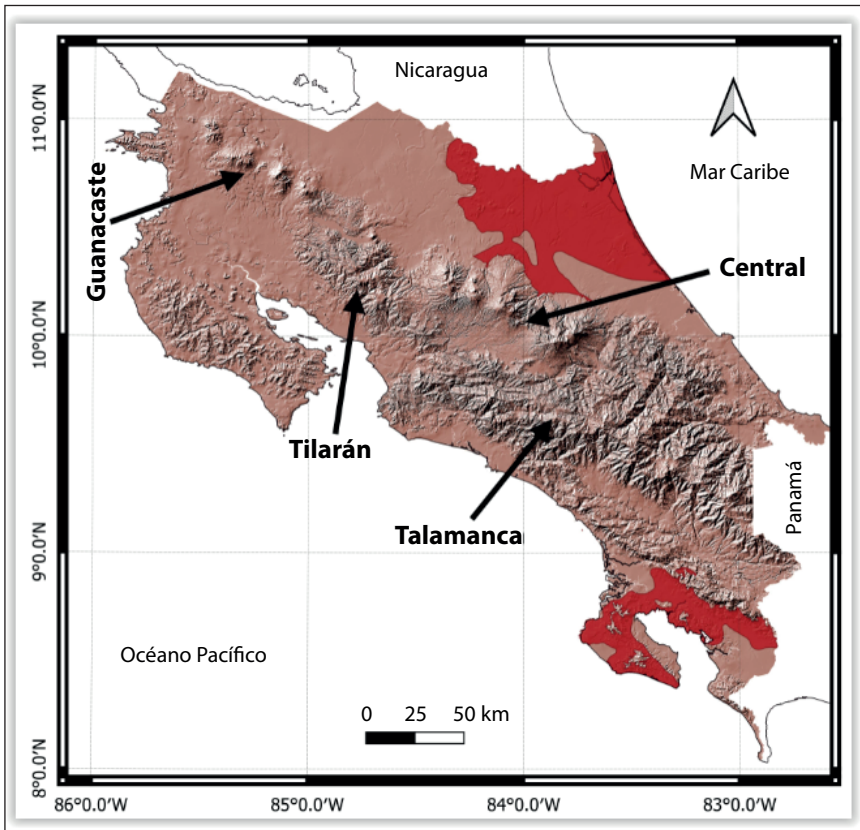 Nicaragua
11°0.0'N
Mar Caribe
Guanacaste
Central
10°0.0'N
Tilarán
Talamanca
Panamá
9°0.0'N
Océano Pacífico
0 25 50 km
8°0.0'N
86°0.0'W 85°0.0'W 84°0.0'W 83°0.0'W